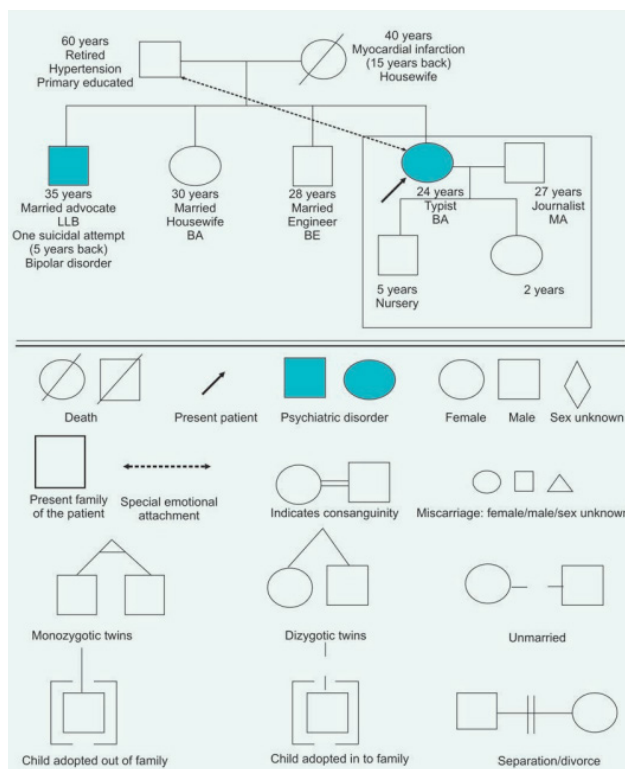 60 years
Retired
Hypertension
Primary educated
40 years
Myocardial infarction
(15 years back)
Housewife
35 years
Married advocate
LLB
One suicidal attempt
(5 years back)
Bipolar disorder
30 years
Married
Housewife
BA
28 years
Married
Engineer
BE
24 years
Typist
BA
27 years
Journalist
MA
5 years
Nursery
2 years
Death
Present patient
Psychiatric disorder
Female
Male
Sex unknown
Present family
of the patient
Special emotional
attachment
Indicates consanguinity
Miscarriage: female/male/sex unknown
Monozygotic twins
Dizygotic twins
Unmarried
Child adopted out of family
Child adopted in to family
Separation/divorce